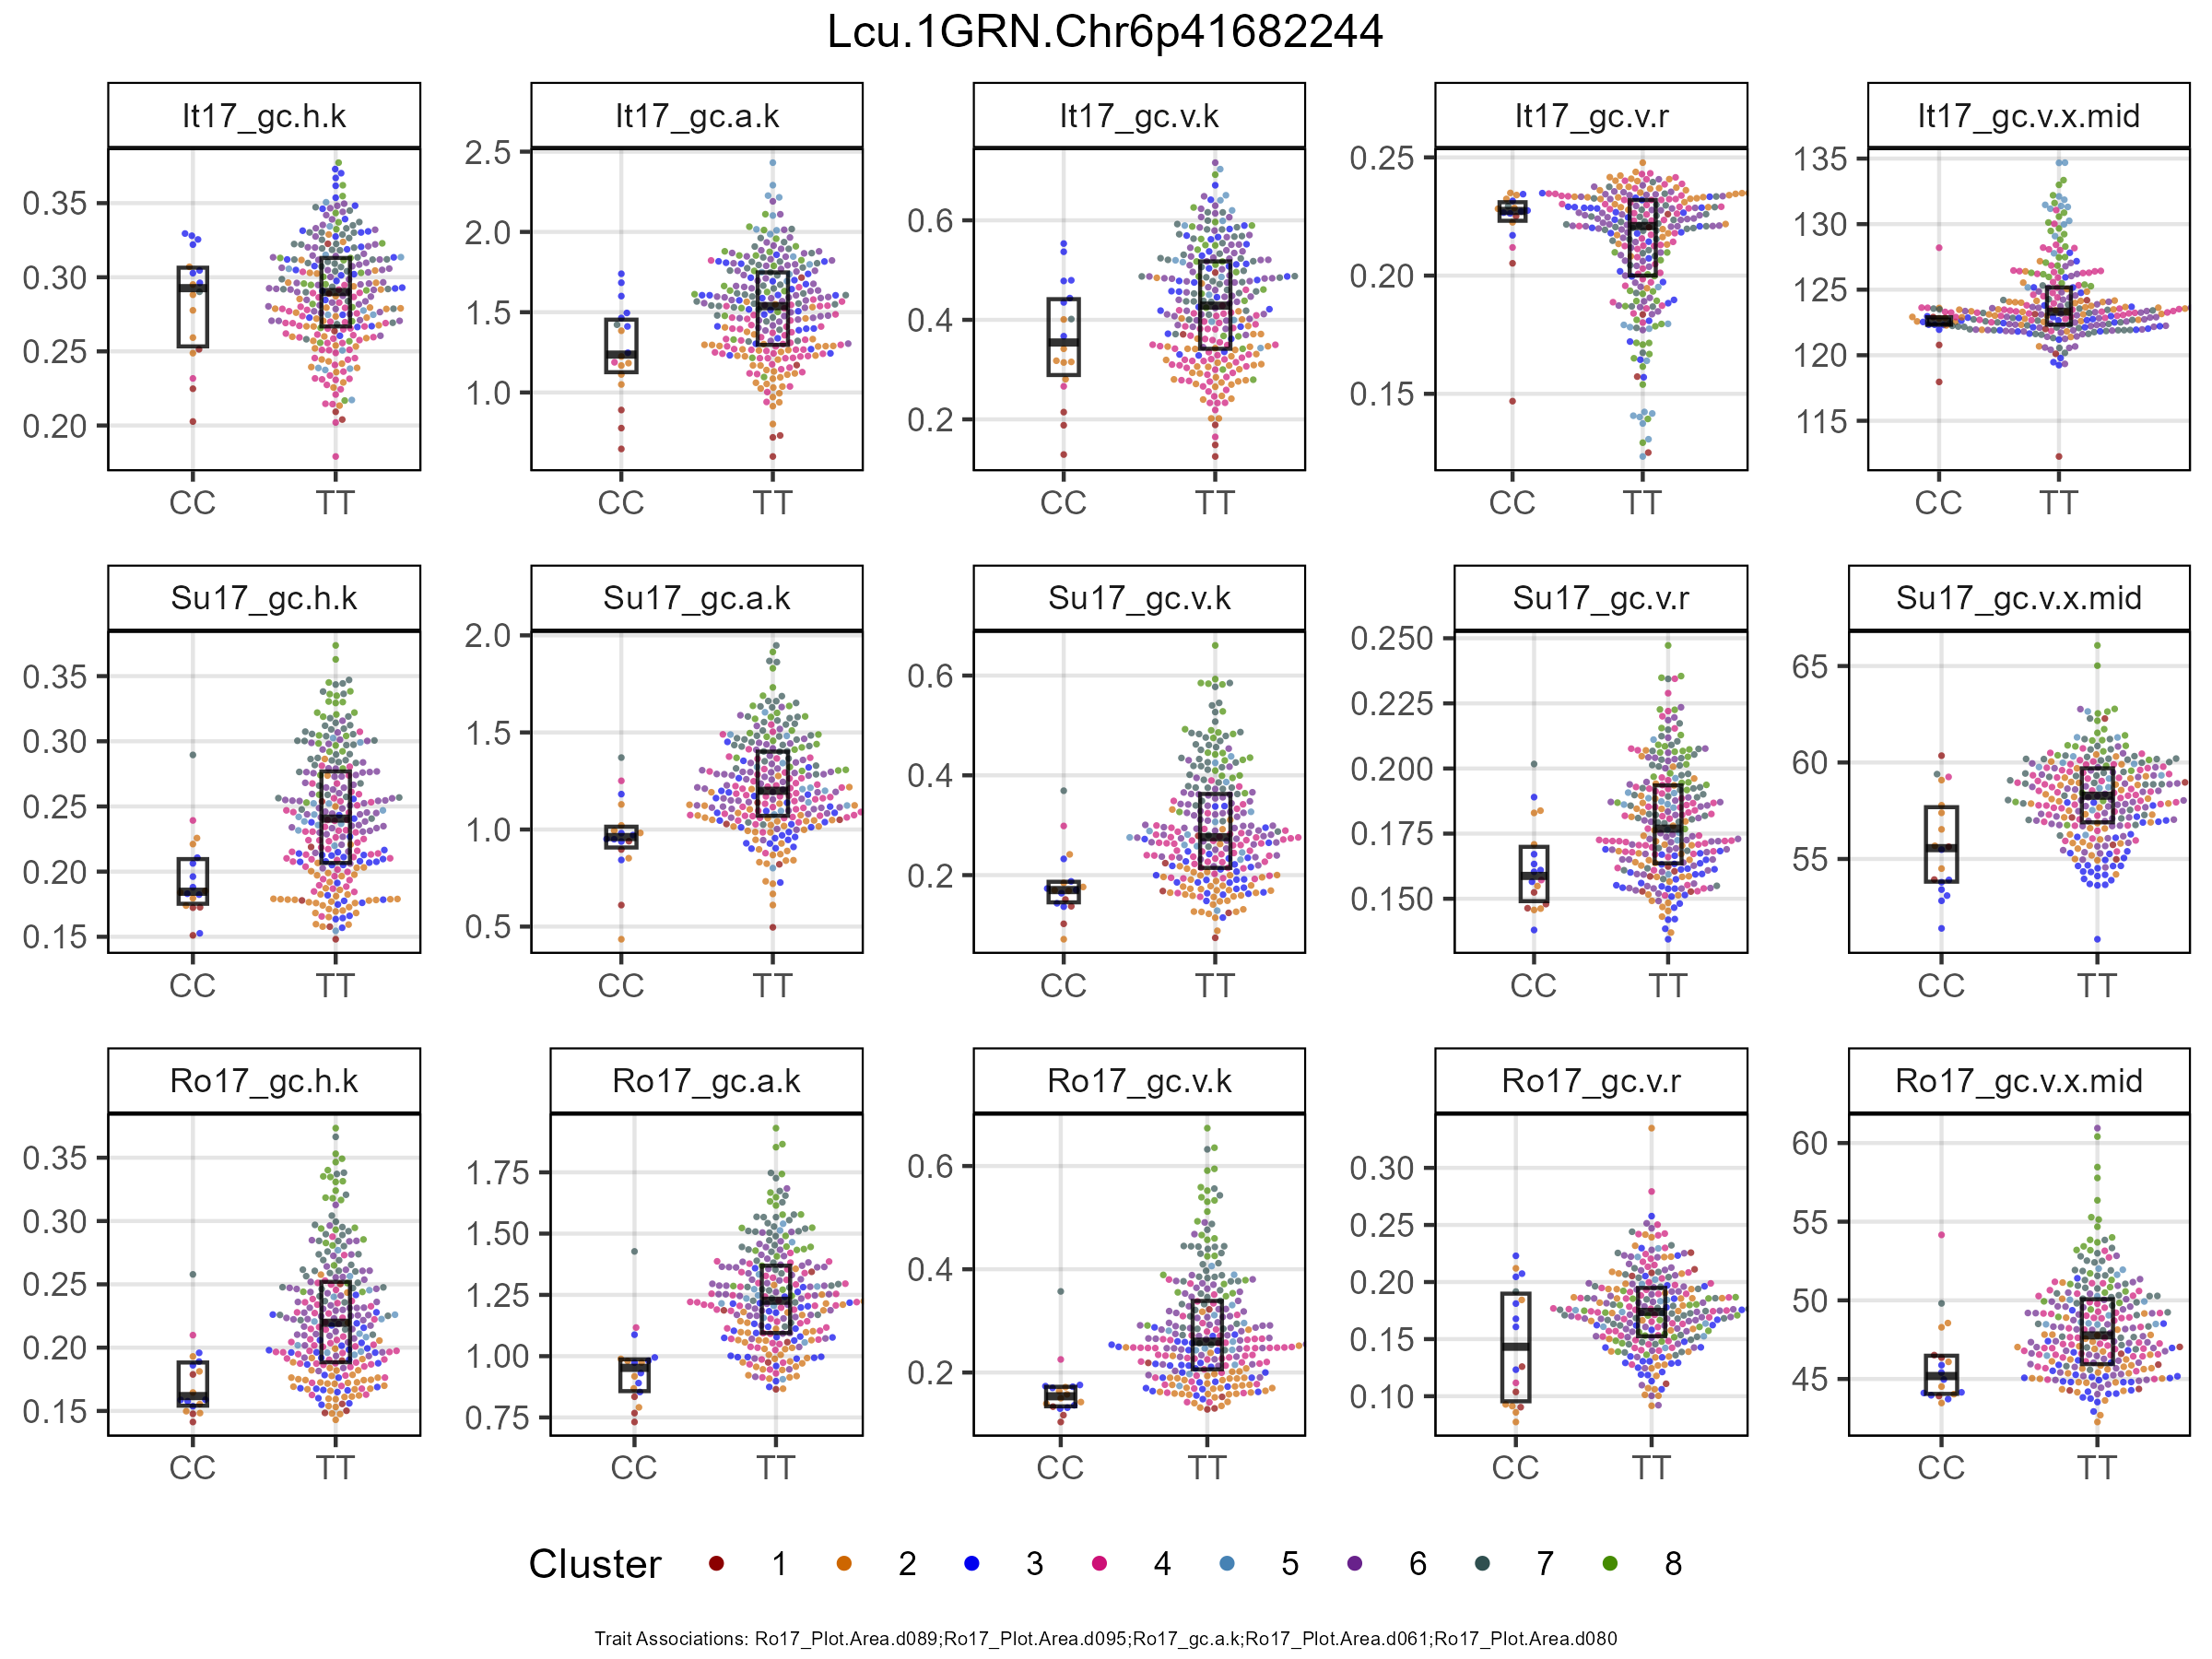 Lcu.1GRN.Chr6p41682244
It17_gc.h.k It17_gc.a.k It17_gc.v.k It17_gc.v.r It17_gc.v.x.mid
0.35 0.30 0.25 0.20
2.5 2.0 1.5 1.0
0.6 0.4 0.2
0.25 0.20 0.15
135 130 125 120 115
CC TT CC TT CC TT CC TT CC TT
Su17_gc.h.k Su17_gc.a.k Su17_gc.v.k Su17_gc.v.r Su17_gc.v.x.mid
0.35 0.30 0.25 0.20 0.15
2.0 1.5 1.0 0.5
0.6 0.4 0.2
0.250 0.225 0.200 0.175 0.150
65 60 55
CC TT CC TT CC TT CC TT CC TT
Ro17_gc.h.k Ro17_gc.a.k Ro17_gc.v.k Ro17_gc.v.r Ro17_gc.v.x.mid
0.35 0.30 0.25 0.20 0.15
1.75 1.50 1.25 1.00 0.75
0.6 0.4 0.2
0.30 0.25 0.20 0.15 0.10
60 55 50 45
CC TT CC TT CC TT CC TT CC TT
Cluster 1 2 3 4 5 6 7 8
Trait Associations: Ro17_Plot.Area.d089;Ro17_Plot.Area.d095;Ro17_gc.a.k;Ro17_Plot.Area.d061;Ro17_Plot.Area.d080